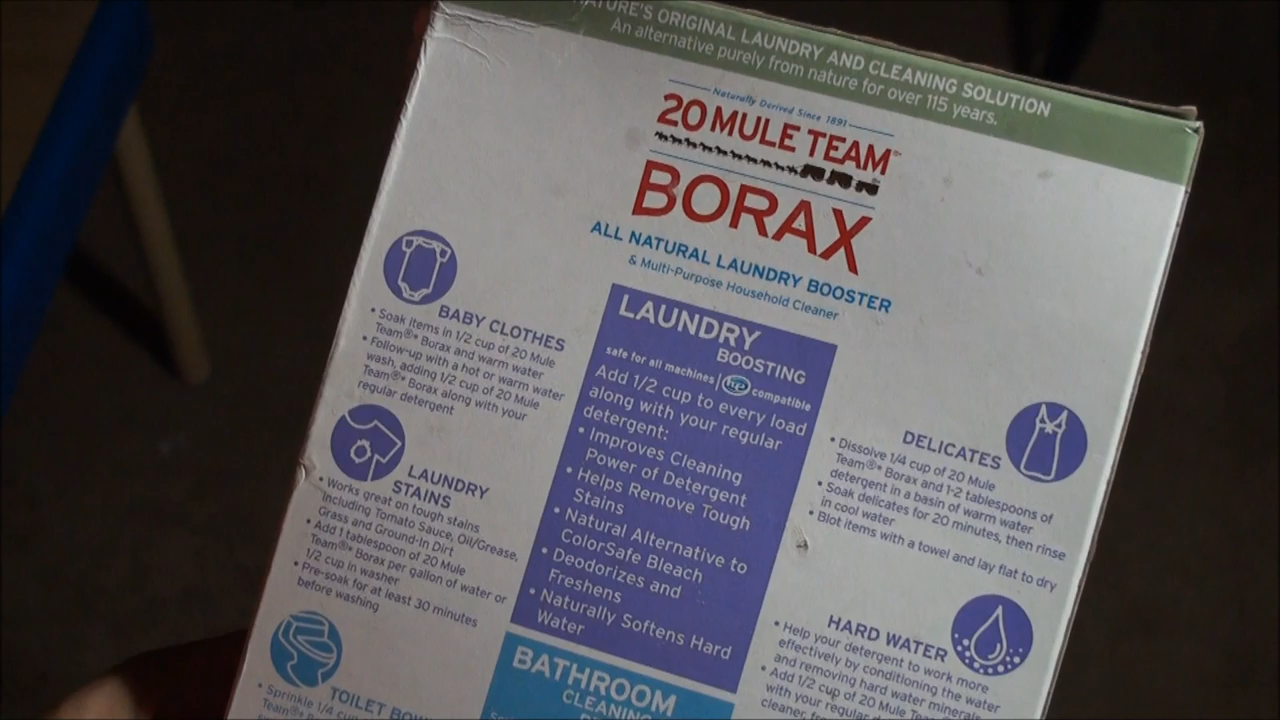 NATURE'S ORIGINAL LAUNDRY AND CLEANING SOLUTION
An alternative purely from nature for over 115 years.
Naturally Derived Since 1891
20 MULE TEAM®
BORAX
ALL NATURAL LAUNDRY BOOSTER
& Multi-Purpose Household Cleaner
BABY CLOTHES
• Soak items in 1/2 cup of 20 Mule
Team®• Borax and warm water
• Follow-up with a hot or warm water
wash, adding 1/2 cup of 20 Mule
Team®• Borax along with your
regular detergent
LAUNDRY
STAINS
• Works great on tough stains
Including Tomato Sauce, Oil/Grease,
Grass and Ground-In Dirt
• Add 1 tablespoon of 20 Mule
Team®• Borax per gallon of water or
1/2 cup in washer
• Pre-soak for at least 30 minutes
before washing
TOILET
• Sprinkle 1/4
Team®•
LAUNDRY
BOOSTING
safe for all machines | he compatible
Add 1/2 cup to every load
along with your regular
detergent:
• Improves Cleaning
Power of Detergent
• Helps Remove Tough
Stains
• Natural Alternative to
ColorSafe Bleach
• Deodorizes and
Freshens
• Naturally Softens Hard
Water
BATHROOM
CLEANING
DELICATES
• Dissolve 1/4 cup of 20 Mule
Team®• Borax and 1-2 tablespoons of
detergent in a basin of warm water
• Soak delicates for 20 minutes, then rinse
in cool water
• Blot items with a towel and lay flat to dry
HARD WATER
• Help your detergent to work more
effectively by conditioning the water
and removing hard water minerals
• Add 1/2 cup of 20 Mule
with your regular